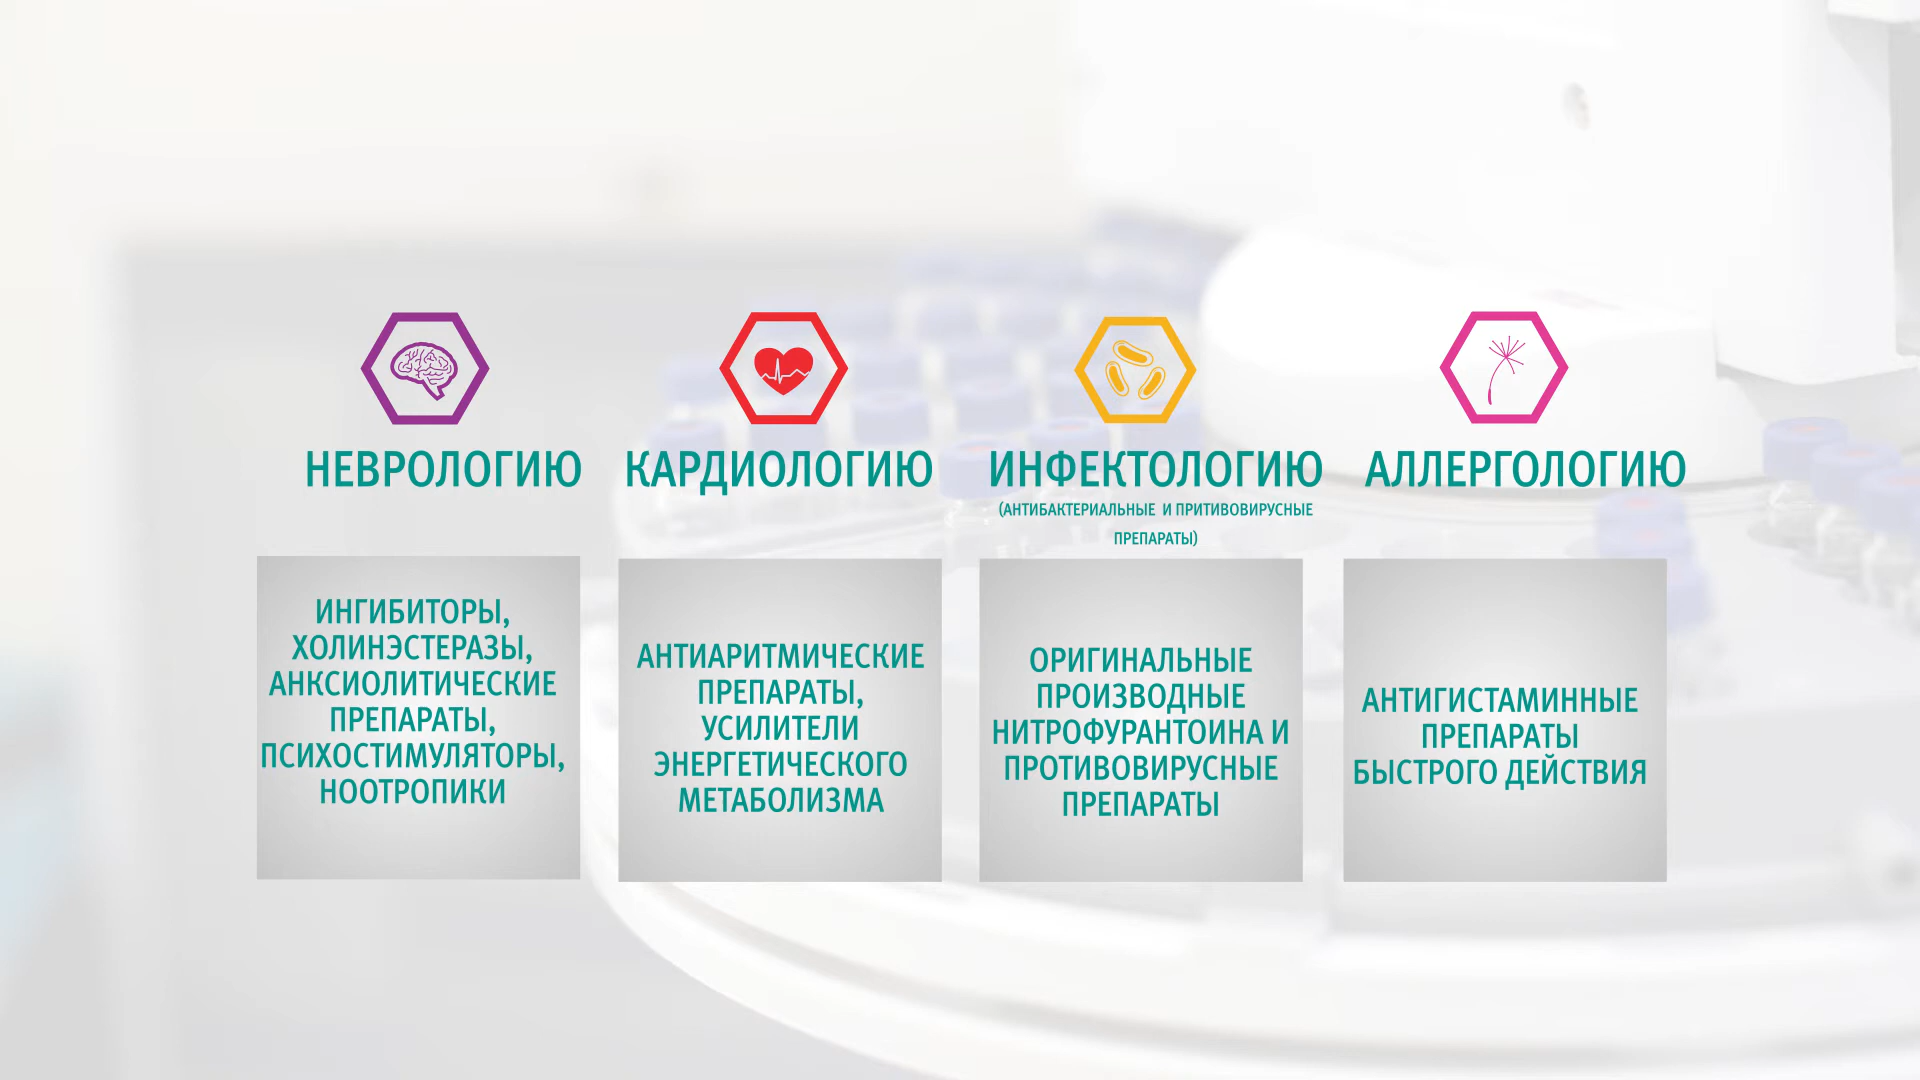 НЕВРОЛОГИЮ
ИНГИБИТОРЫ,
ХОЛИНЭСТЕРАЗЫ,
АНКСИОЛИТИЧЕСКИЕ
ПРЕПАРАТЫ,
ПСИХОСТИМУЛЯТОРЫ,
НООТРОПИКИ
КАРДИОЛОГИЮ
АНТИАРИТМИЧЕСКИЕ
ПРЕПАРАТЫ,
УСИЛИТЕЛИ
ЭНЕРГЕТИЧЕСКОГО
МЕТАБОЛИЗМА
ИНФЕКТОЛОГИЮ
(АНТИБАКТЕРИАЛЬНЫЕ И ПРИТИВОВИРУСНЫЕ
ПРЕПАРАТЫ)
ОРИГИНАЛЬНЫЕ
ПРОИЗВОДНЫЕ
НИТРОФУРАНТОИНА И
ПРОТИВОВИРУСНЫЕ
ПРЕПАРАТЫ
АЛЛЕРГОЛОГИЮ
АНТИГИСТАМИННЫЕ
ПРЕПАРАТЫ
БЫСТРОГО ДЕЙСТВИЯ